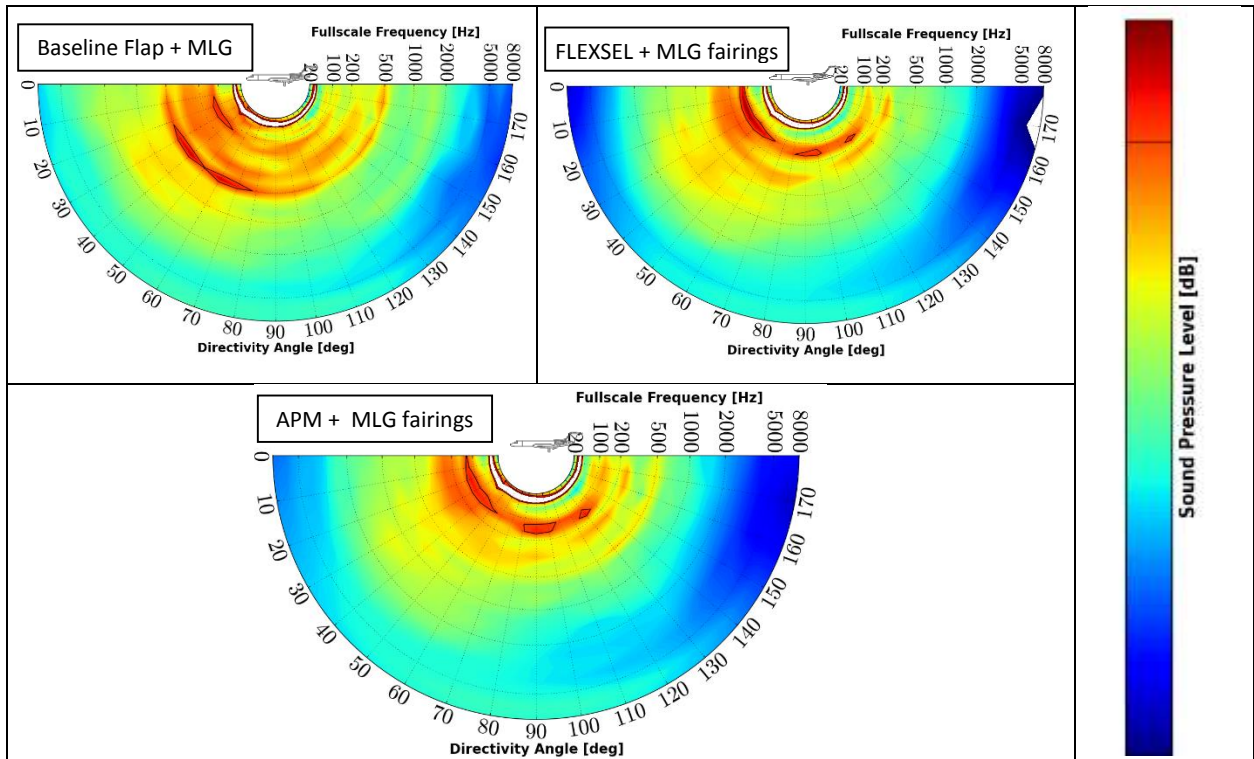 Baseline Flap + MLG
Fullscale Frequency [Hz]
20 100 200 500 1000 2000 5000 8000
0 10 20 30 40 50 60 70 80 90 100 110 120 130 140 150 160 170
Directivity Angle [deg]
FLEXSEL + MLG fairings
Fullscale Frequency [Hz]
20 100 200 500 1000 2000 5000 8000
0 10 20 30 40 50 60 70 80 90 100 110 120 130 140 150 160 170
Directivity Angle [deg]
APM + MLG fairings
Fullscale Frequency [Hz]
20 100 200 500 1000 2000 5000 8000
0 10 20 30 40 50 60 70 80 90 100 110 120 130 140 150 160 170
Directivity Angle [deg]
Sound Pressure Level [dB]